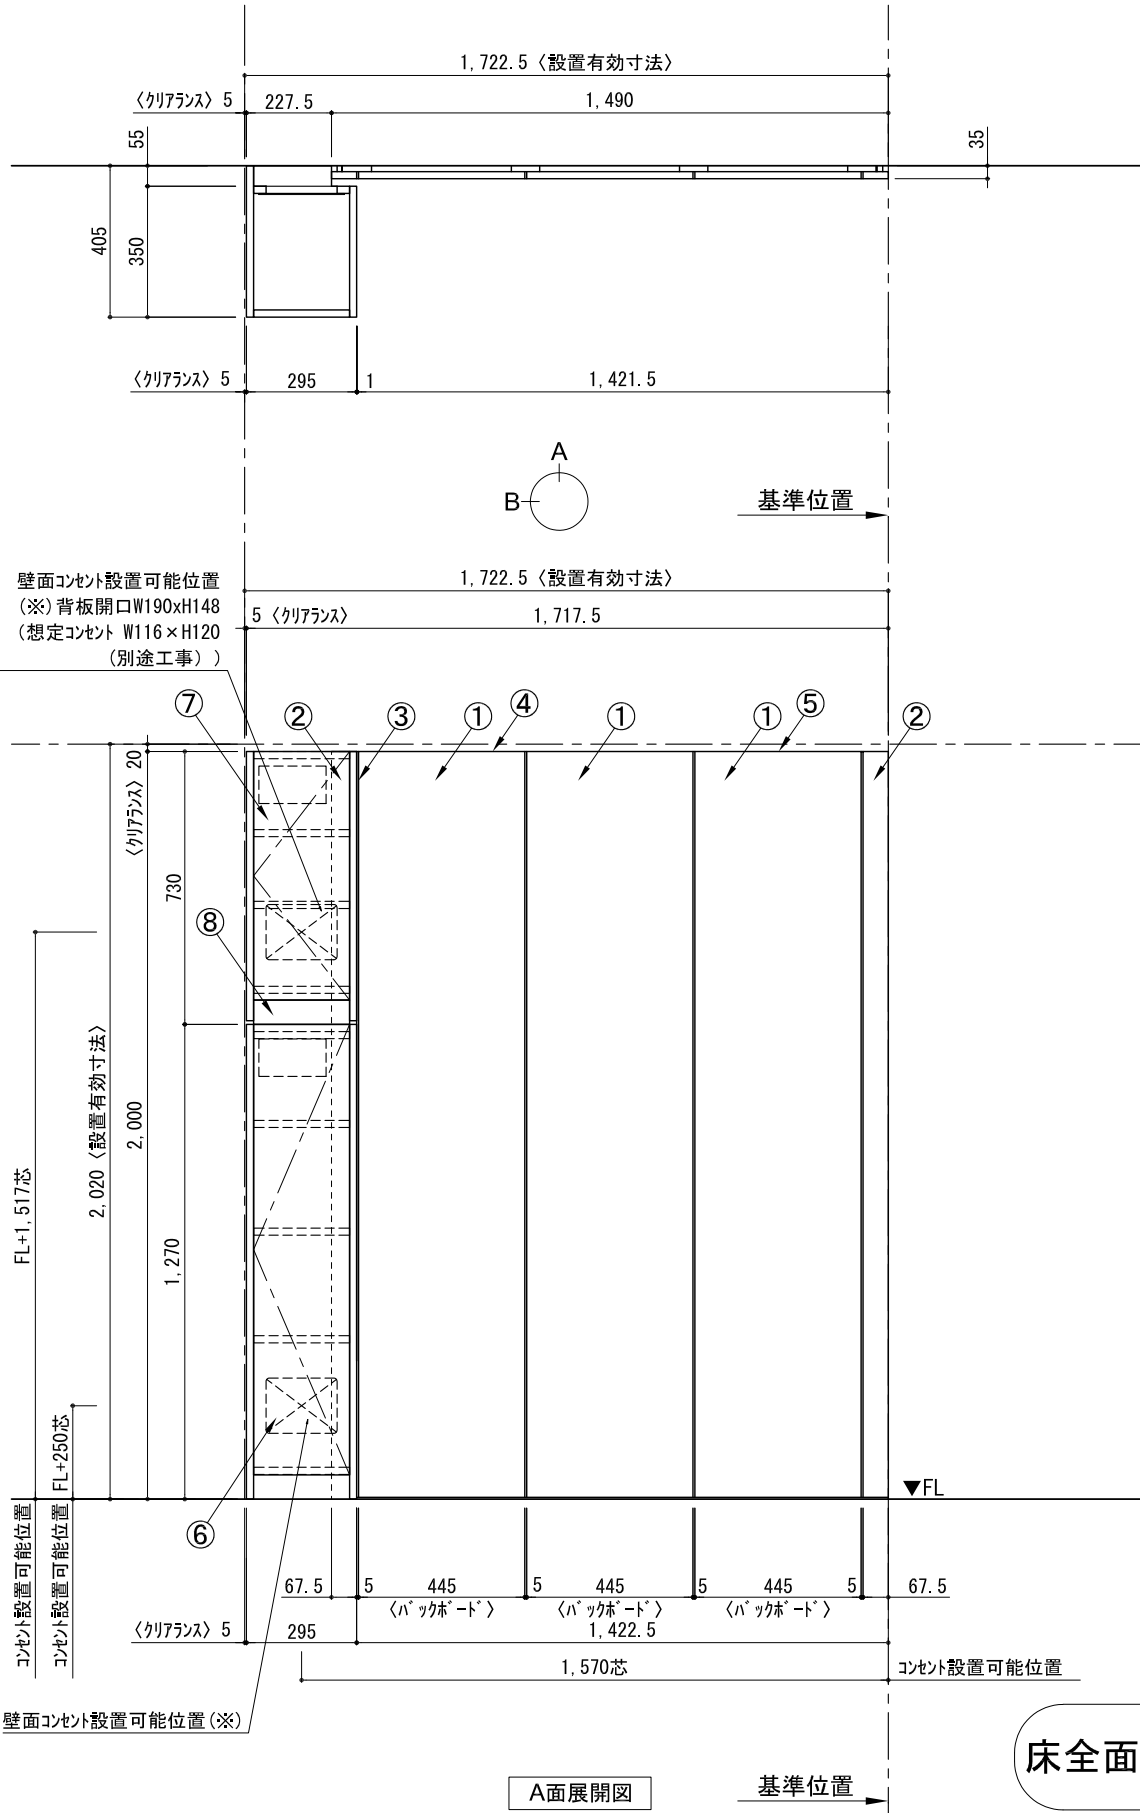 1,722.5〈設置有効寸法〉
〈クリアランス〉5
227.5
1,490
55
35
405
350
〈クリアランス〉5
295
1
1,421.5
A
B
基準位置
壁面コンセント設置可能位置
(※)背板開口W190xH148
(想定コンセント W116×H120
(別途工事))
1,722.5〈設置有効寸法〉
5〈クリアランス〉
1,717.5
⑦
②
③
①
④
①
①
⑤
②
〈クリアランス〉20
730
⑧
2,020〈設置有効寸法〉
2,000
FL+1,517芯
1,270
FL+250芯
▼FL
⑥
コンセント設置可能位置
コンセント設置可能位置
67.5
5
445
5
445
5
445
5
67.5
〈バックボード〉
〈バックボード〉
〈バックボード〉
〈クリアランス〉5
295
1,422.5
1,570芯
コンセント設置可能位置
壁面コンセント設置可能位置(※)
床全面
A面展開図
基準位置